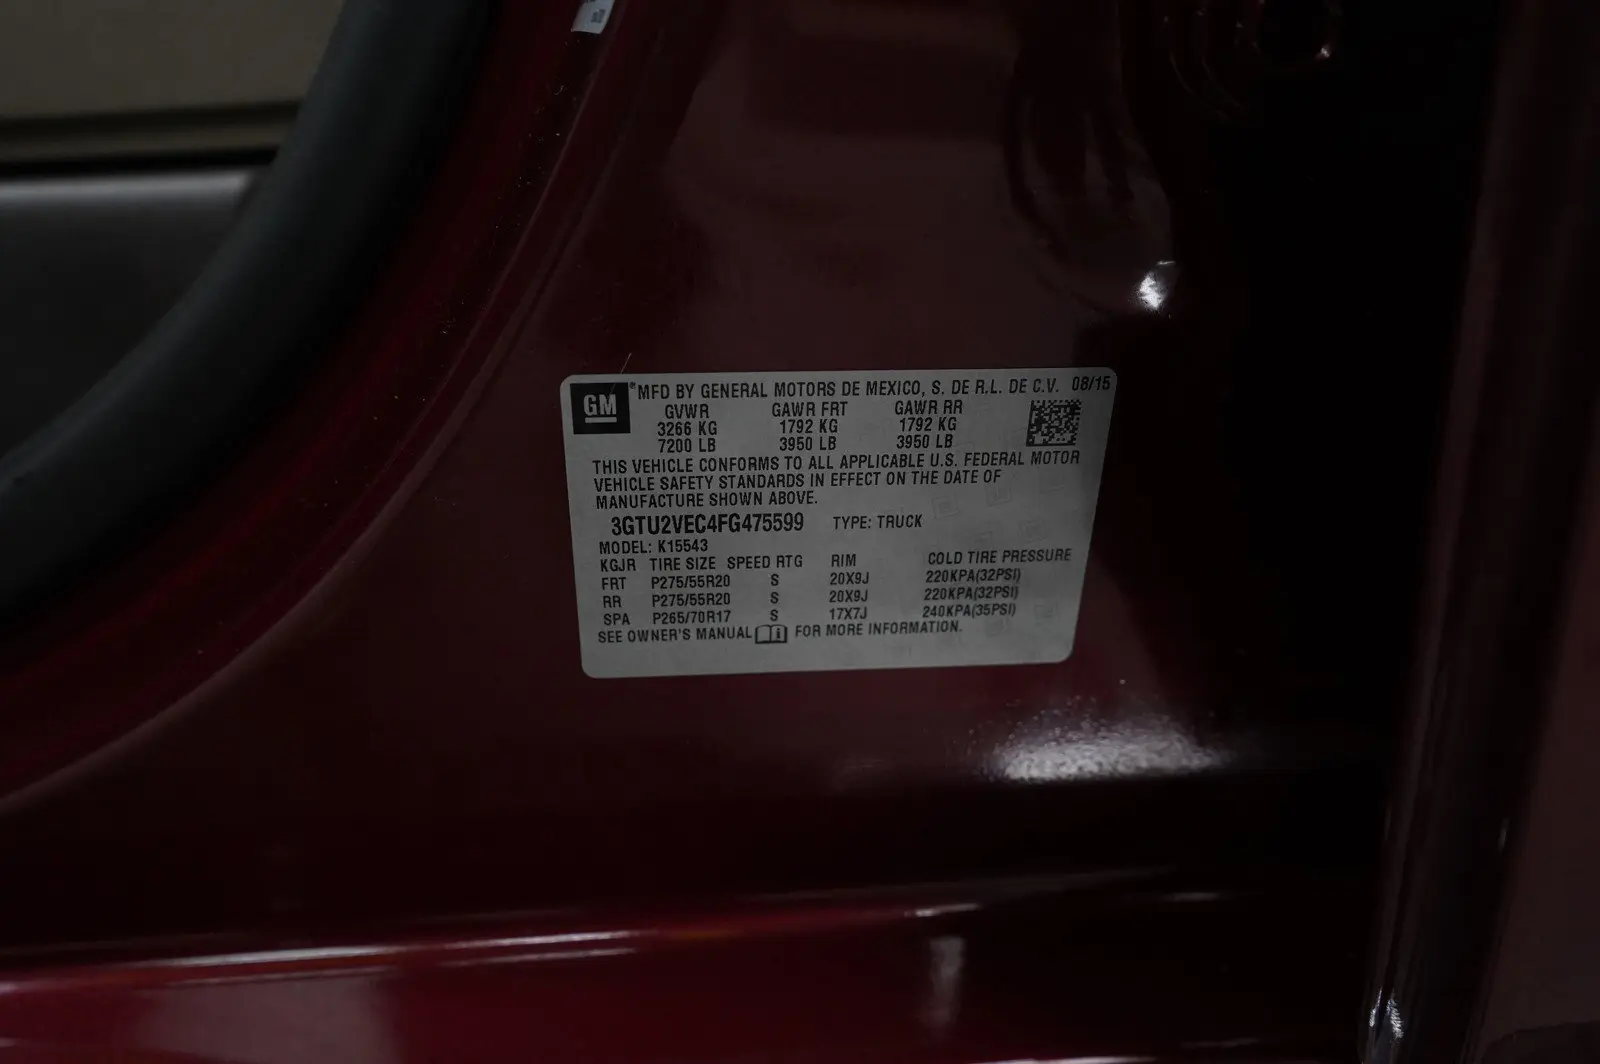 GM ®MFD BY GENERAL MOTORS DE MEXICO, S. DE R.L. DE C.V. 08/15
GVWR GAWR FRT GAWR RR
3266 KG 1792 KG 1792 KG
7200 LB 3950 LB 3950 LB
THIS VEHICLE CONFORMS TO ALL APPLICABLE U.S. FEDERAL MOTOR
VEHICLE SAFETY STANDARDS IN EFFECT ON THE DATE OF
MANUFACTURE SHOWN ABOVE.
3GTU2VEC4FG475599 TYPE: TRUCK
MODEL: K15543
KGJR TIRE SIZE SPEED RTG RIM COLD TIRE PRESSURE
FRT P275/55R20 S 20X9J 220KPA(32PSI)
RR P275/55R20 S 20X9J 220KPA(32PSI)
SPA P265/70R17 S 17X7J 240KPA(35PSI)
SEE OWNER'S MANUAL i FOR MORE INFORMATION.